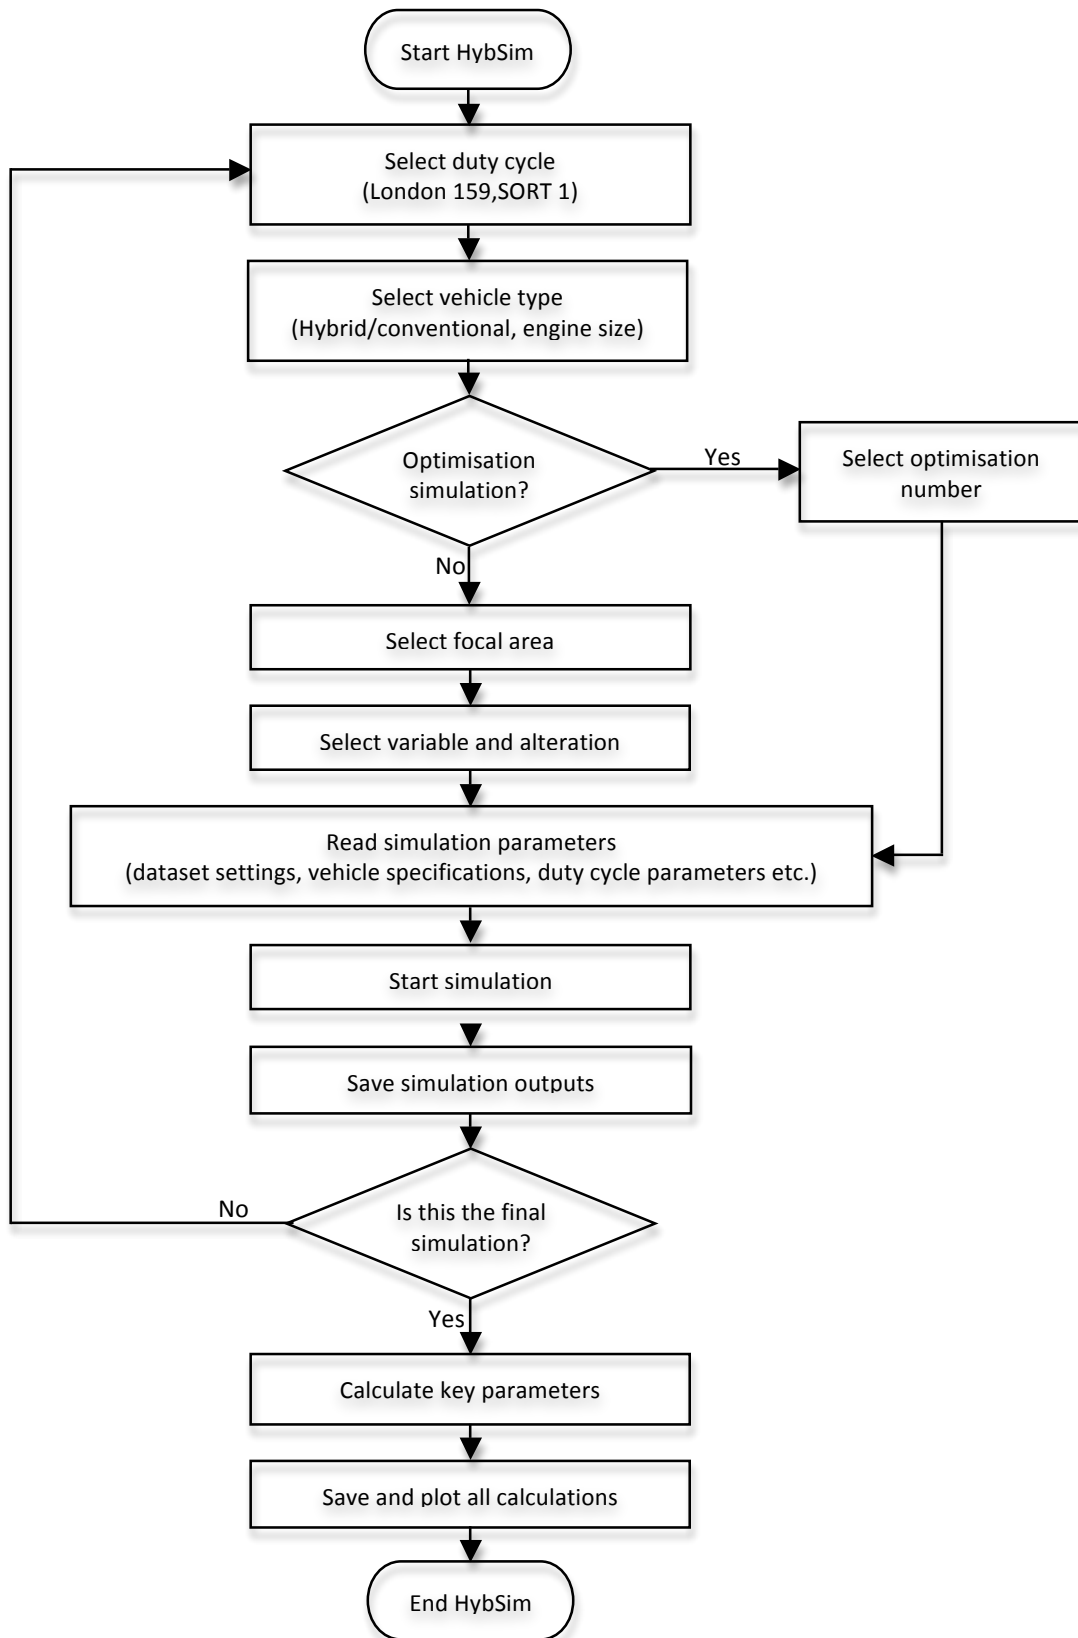 Start HybSim
Select duty cycle
(London 159,SORT 1)
Select vehicle type
(Hybrid/conventional, engine size)
Optimisation
simulation?
Yes
Select optimisation
number
No
Select focal area
Select variable and alteration
Read simulation parameters
(dataset settings, vehicle specifications, duty cycle parameters etc.)
Start simulation
Save simulation outputs
No
Is this the final
simulation?
Yes
Calculate key parameters
Save and plot all calculations
End HybSim